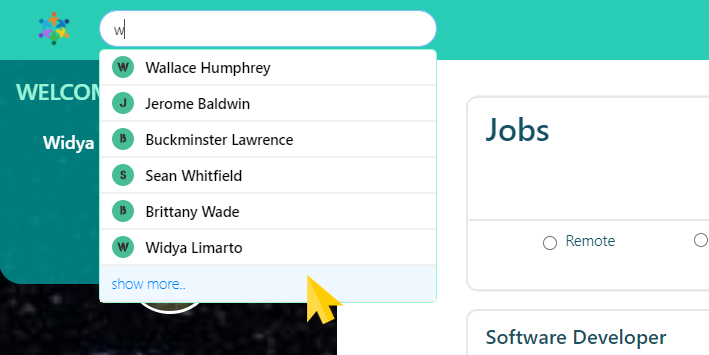 w
W Wallace Humphrey
J Jerome Baldwin
B Buckminster Lawrence
S Sean Whitfield
B Brittany Wade
W Widya Limarto
show more..
WELCOM
Widya
Jobs
Remote
Software Developer